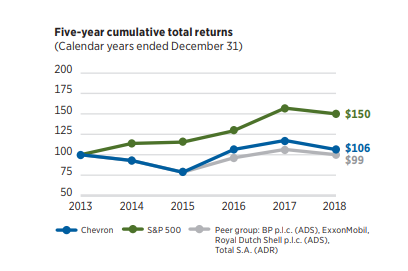 Five-year cumulative total returns
(Calendar years ended December 31)
200
175
150
125
100
75
50
$150
$106
$99
2013 2014 2015 2016 2017 2018
Chevron S&P 500 Peer group: BP p.l.c. (ADS), ExxonMobil,
Royal Dutch Shell p.l.c. (ADS),
Total S.A. (ADR)